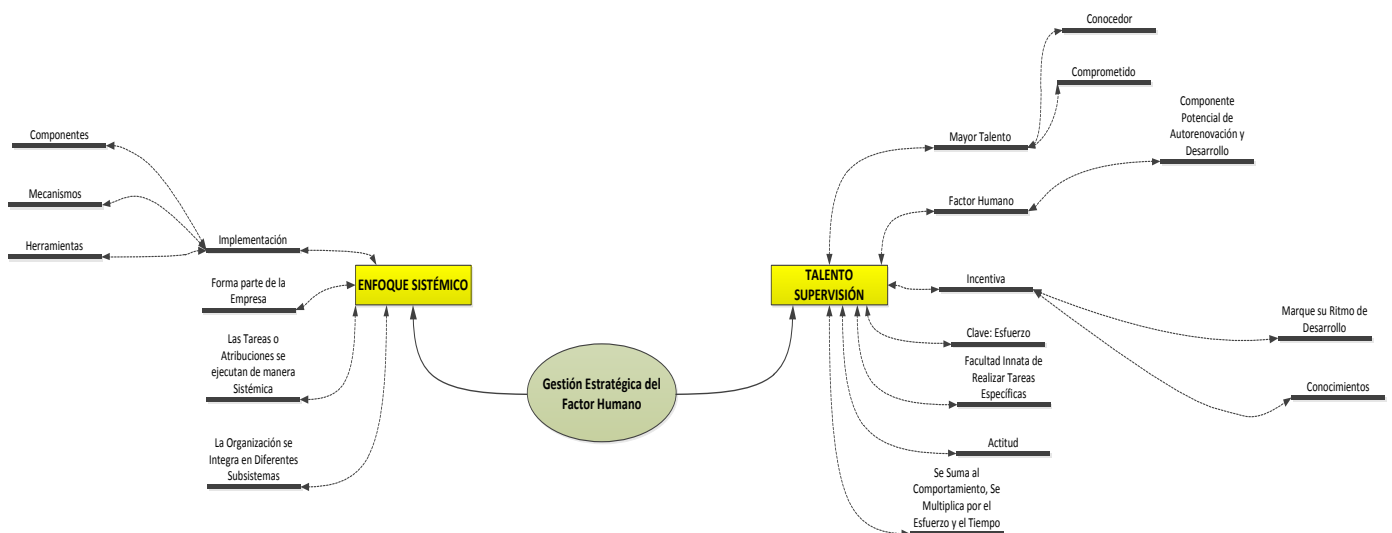 Conocedor
Comprometido
Componente
Potencial de
Autorenovación y
Desarrollo
Mayor Talento
Componentes
Mecanismos
Factor Humano
Herramientas
Implementación
Forma parte de la
Empresa
ENFOQUE SISTÉMICO
TALENTO
SUPERVISIÓN
Incentiva
Marque su Ritmo de
Desarrollo
Clave: Esfuerzo
Las Tareas o
Atribuciones se
ejecutan de manera
Sistémica
Facultad Innata de
Realizar Tareas
Específicas
Gestión Estratégica del
Factor Humano
Conocimientos
La Organización se
Integra en Diferentes
Subsistemas
Actitud
Se Suma al
Comportamiento, Se
Multiplica por el
Esfuerzo y el Tiempo